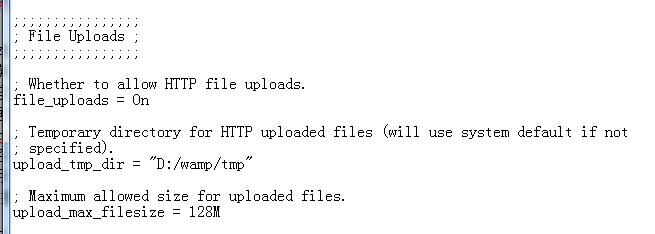 ;;;;;;;;;;;;;;;;
; File Uploads ;
;;;;;;;;;;;;;;;;
; Whether to allow HTTP file uploads.
file_uploads = On
; Temporary directory for HTTP uploaded files (will use system default if not
; specified).
upload_tmp_dir = "D:/wamp/tmp"
; Maximum allowed size for uploaded files.
upload_max_filesize = 128M